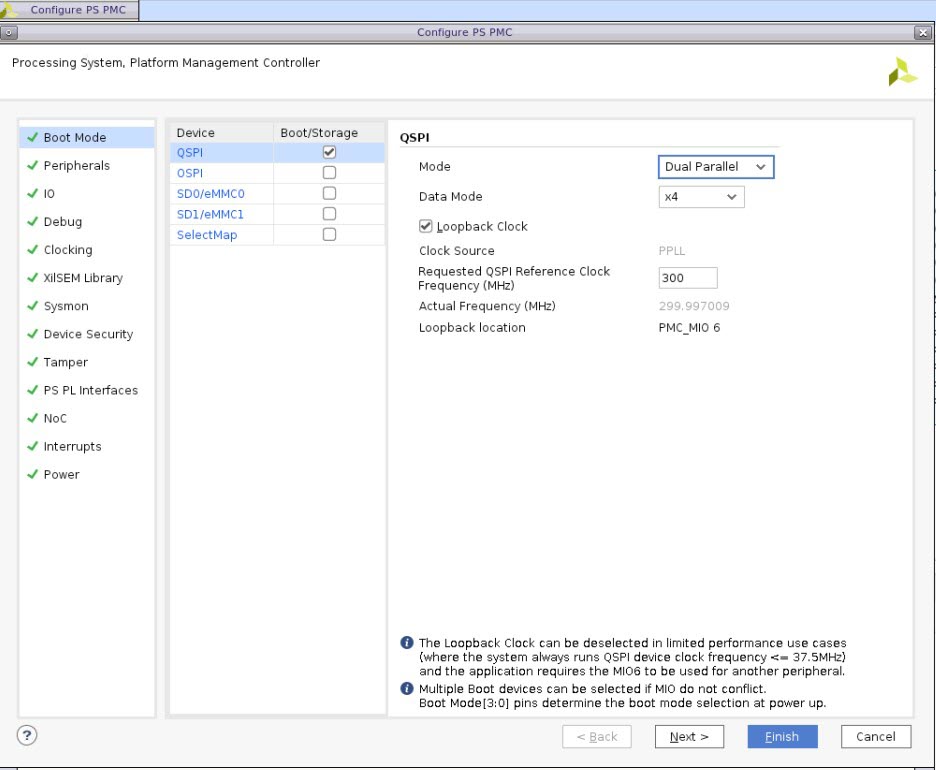 Configure PS PMC
Configure PS PMC
Processing System, Platform Management Controller
Boot Mode
Peripherals
IO
Debug
Clocking
XilSEM Library
Sysmon
Device Security
Tamper
PS PL Interfaces
NoC
Interrupts
Power
Device Boot/Storage
QSPI
OSPI
SD0/eMMC0
SD1/eMMC1
SelectMap
QSPI
Mode Dual Parallel
Data Mode x4
Loopback Clock
Clock Source PPLL
Requested QSPI Reference Clock
Frequency (MHz) 300
Actual Frequency (MHz) 299.997009
Loopback location PMC_MIO 6
The Loopback Clock can be deselected in limited performance use cases
(where the system always runs QSPI device clock frequency <= 37.5MHz)
and the application requires the MIO6 to be used for another peripheral.
Multiple Boot devices can be selected if MIO do not conflict.
Boot Mode[3:0] pins determine the boot mode selection at power up.
? < Back Next > Finish Cancel